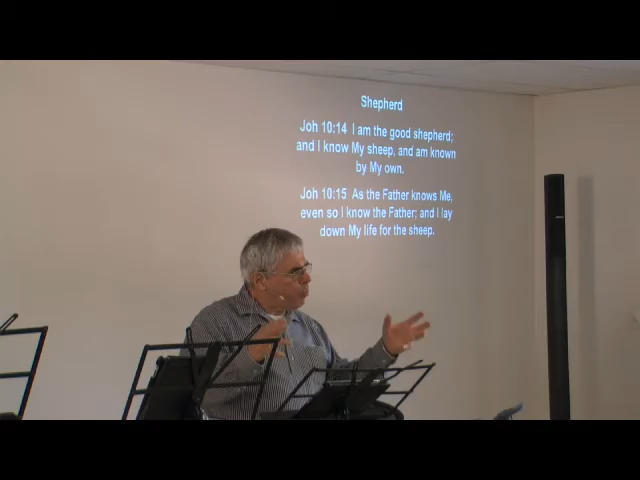 Shepherd
Joh 10:14 I am the good shepherd;
and I know My sheep, and am known
by My own.
Joh 10:15 As the Father knows Me,
even so I know the Father; and I lay
down My life for the sheep.